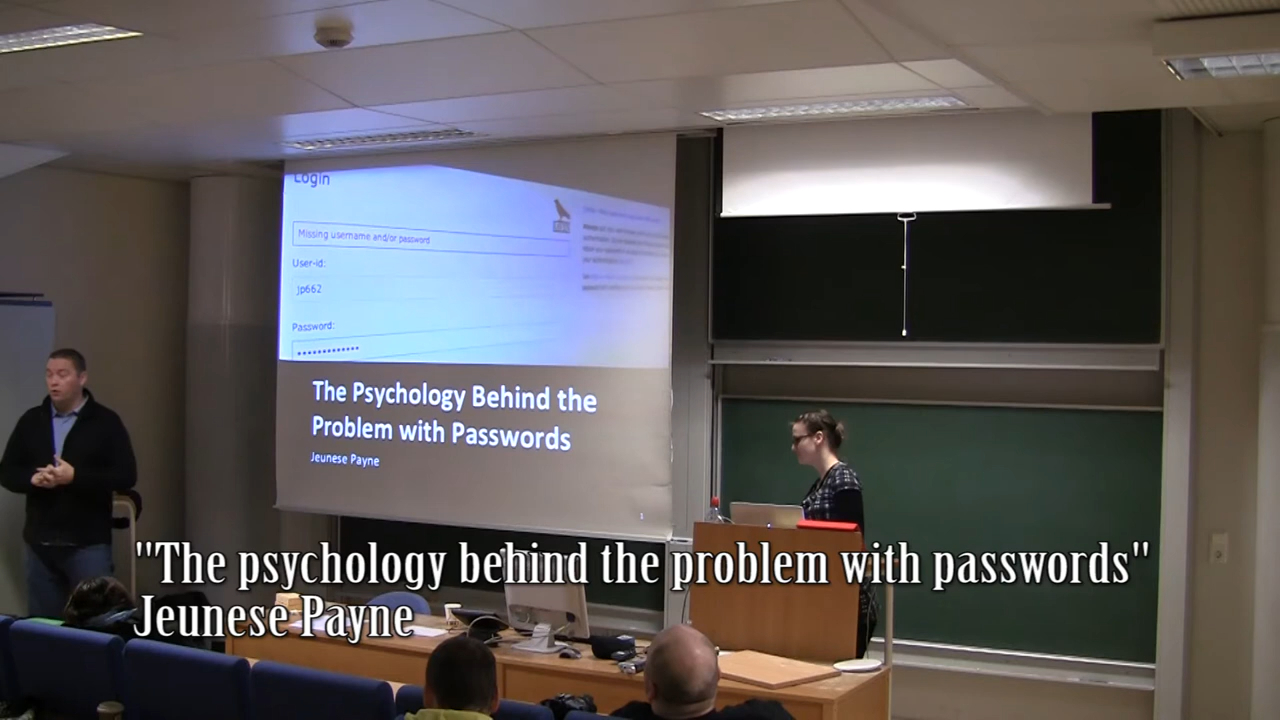 Login
Missing username and/or password
User-id:
jp662
Password:
The Psychology Behind the
Problem with Passwords
Jeunese Payne
1
"The psychology behind the problem with passwords"
Jeunese Payne